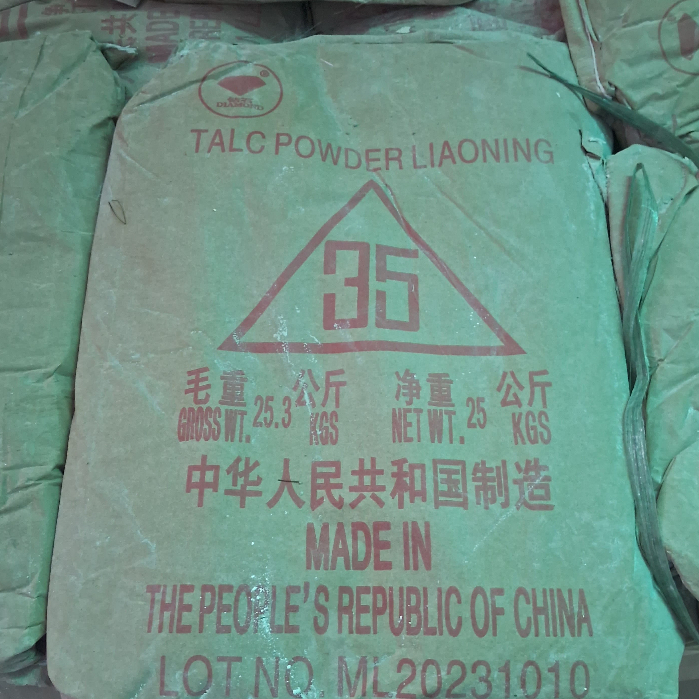 DIAMOND
TALC POWDER LIAONING
35
毛重 25.3 公斤 净重 25 公斤
GROSS WT. KGS NET WT. KGS
中华人民共和国制造
MADE IN
THE PEOPLE'S REPUBLIC OF CHINA
LOT NO. ML20231010
MADE